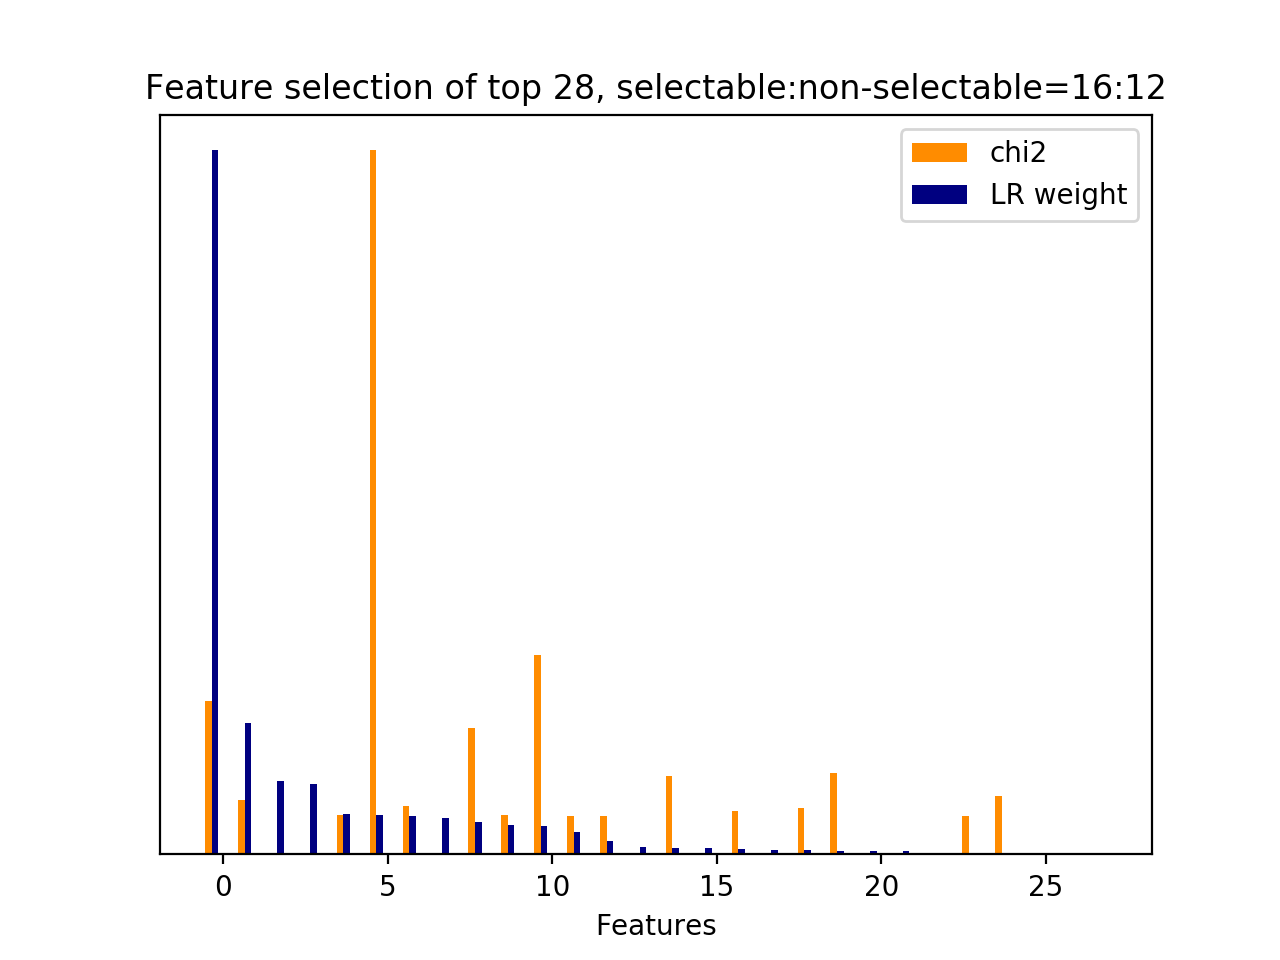 Feature selection of top 28, selectable:non-selectable=16:12
chi2
LR weight
0 5 10 15 20 25
Features